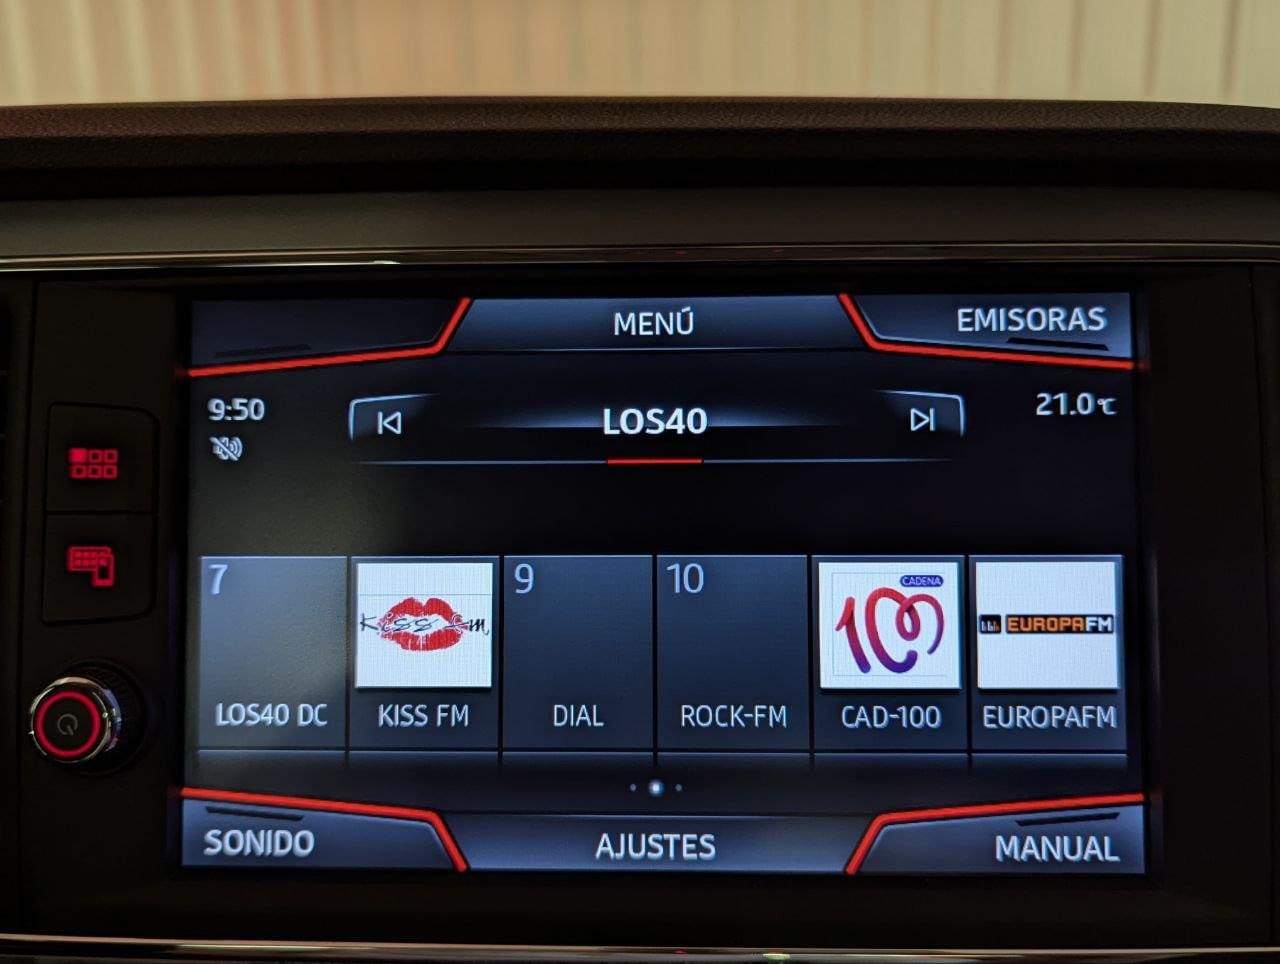 MENÚ
EMISORAS
9:50
LOS40
21.0℃
7
Kiss fm
9
10
CADENA
100
EUROPAFM
LOS40 DC
KISS FM
DIAL
ROCK-FM
CAD-100
EUROPAFM
SONIDO
AJUSTES
MANUAL